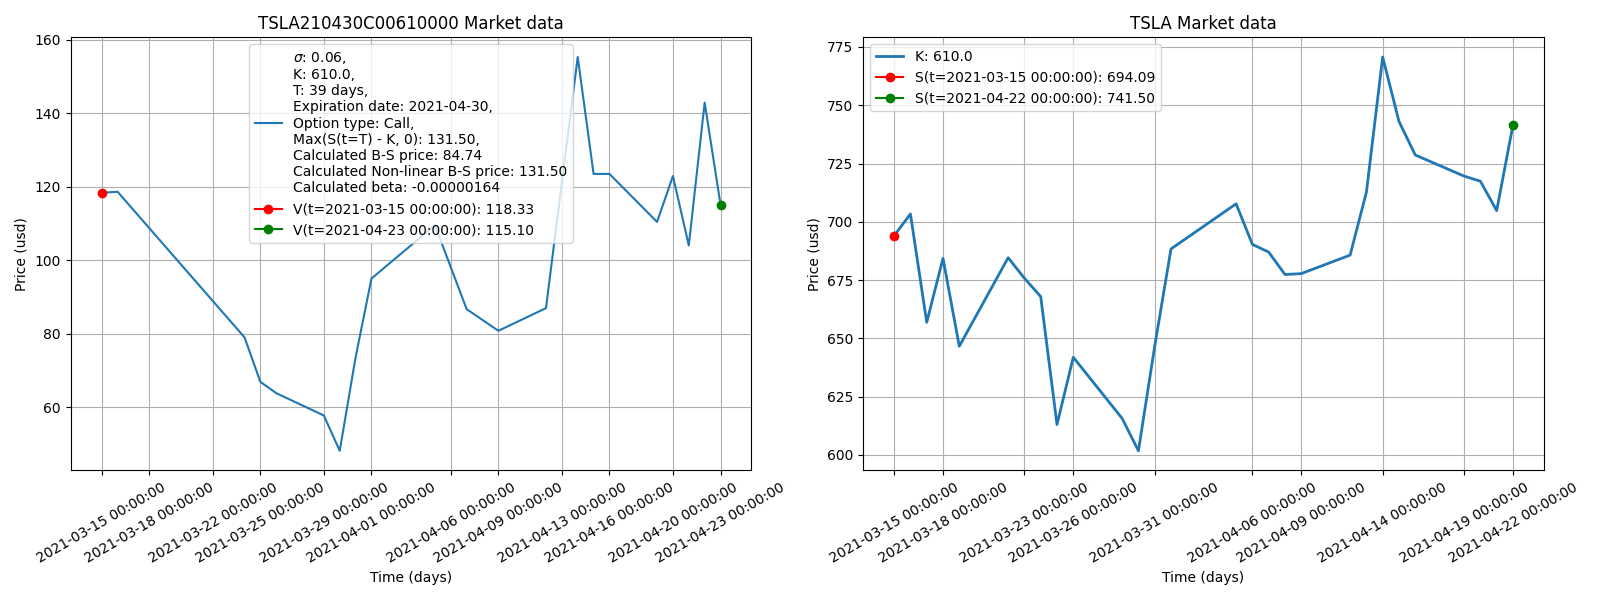 TSLA210430C00610000 Market data
160
140
120
100
80
60
Price (usd)
σ: 0.06,
K: 610.0,
T: 39 days,
Expiration date: 2021-04-30,
Option type: Call,
Max(S(t=T) - K, 0): 131.50,
Calculated B-S price: 84.74
Calculated Non-linear B-S price: 131.50
Calculated beta: -0.00000164
V(t=2021-03-15 00:00:00): 118.33
V(t=2021-04-23 00:00:00): 115.10
2021-03-15 00:00:00
2021-03-18 00:00:00
2021-03-22 00:00:00
2021-03-25 00:00:00
2021-03-29 00:00:00
2021-04-01 00:00:00
2021-04-06 00:00:00
2021-04-09 00:00:00
2021-04-13 00:00:00
2021-04-16 00:00:00
2021-04-20 00:00:00
2021-04-23 00:00:00
Time (days)
TSLA Market data
775
750
725
700
675
650
625
600
Price (usd)
K: 610.0
S(t=2021-03-15 00:00:00): 694.09
S(t=2021-04-22 00:00:00): 741.50
2021-03-15 00:00:00
2021-03-18 00:00:00
2021-03-23 00:00:00
2021-03-26 00:00:00
2021-03-31 00:00:00
2021-04-06 00:00:00
2021-04-09 00:00:00
2021-04-14 00:00:00
2021-04-19 00:00:00
2021-04-22 00:00:00
Time (days)